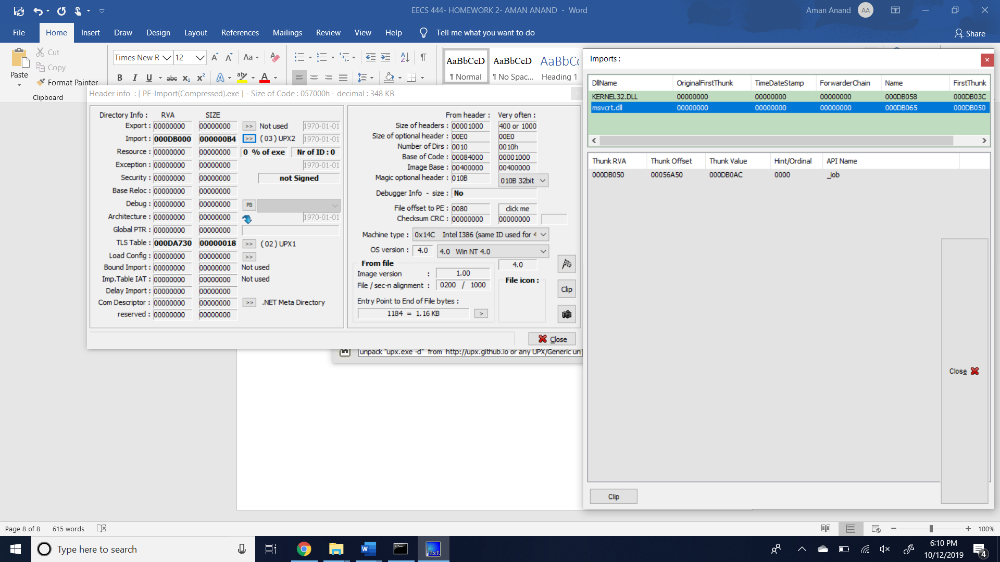 EECS 444- HOMEWORK 2- AMAN ANAND - Word
Aman Anand AA
File Home Insert Draw Design Layout References Mailings Review View Help Tell me what you want to do Share
Paste
Cut
Copy
Format Painter
Clipboard
Times New R 12 Aa
B I U abc x₂ x²
AaBbCcD AaBbCcD AaBbCc
¶ Normal ¶ No Spac... Heading 1
Header info : [ PE-Import(Compressed).exe ] - Size of Code : 057000h - decimal : 348 KB
Directory Info : RVA SIZE
Export : 00000000 00000000 >> Not used 1970-01-01
Import : 000DB000 000000B4 >> ( 03 ) UPX2 1970-01-01
Resource : 00000000 00000000 0 % of exe Nr of ID : 0
Exception : 00000000 00000000 1970-01-01
Security : 00000000 00000000 not Signed
Base Reloc : 00000000 00000000
Debug : 00000000 00000000 PB
Architecture : 00000000 00000000 1970-01-01
Global PTR : 00000000 00000000
TLS Table : 000DA730 00000018 >> ( 02 ) UPX1
Load Config : 00000000 00000000 >>
Bound Import : 00000000 00000000 Not used
Imp.Table IAT : 00000000 00000000 Not used
Delay Import : 00000000 00000000
Com Descriptor : 00000000 00000000 >> .NET Meta Directory
reserved : 00000000 00000000
From header : Very often :
Size of headers : 00001000 400 or 1000
Size of optional header : 00E0 00E0
Number of Dirs : 0010 0010h
Base of Code : 00084000 00001000
Image Base : 00400000 00400000
Magic optional header : 010B 010B 32bit
Debugger Info - size : No
File offset to PE : 0080 click me
Checksum CRC : 00000000 00000000
Machine type : 0x14C Intel I386 (same ID used for 4
OS version : 4.0 4.0 Win NT 4.0
From file 4.0
Image version : 1.00
File / sec-n alignment : 0200 / 1000
File icon :
Clip
Entry Point to End of File bytes :
1184 = 1.16 KB >
Close
unpack "upx.exe -d" from http://upx.github.io or any UPX/Generic un
Imports :
DllName OriginalFirstThunk TimeDateStamp ForwarderChain Name FirstThunk
KERNEL32.DLL 00000000 00000000 00000000 000DB058 000DB03C
msvcrt.dll 00000000 00000000 00000000 000DB065 000DB050
Thunk RVA Thunk Offset Thunk Value Hint/Ordinal API Name
000DB050 00056A50 000DB0AC 0000 _iob
Close
Clip
Page 8 of 8 615 words 100%
Type here to search
EXE
6:10 PM
10/12/2019
4